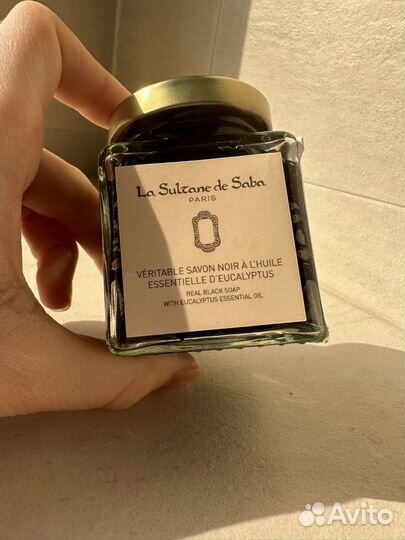 La Sultane de Saba
PARIS
VÉRITABLE SAVON NOIR À L'HUILE
ESSENTIELLE D'EUCALYPTUS
REAL BLACK SOAP
WITH EUCALYPTUS ESSENTIAL OIL
Avito